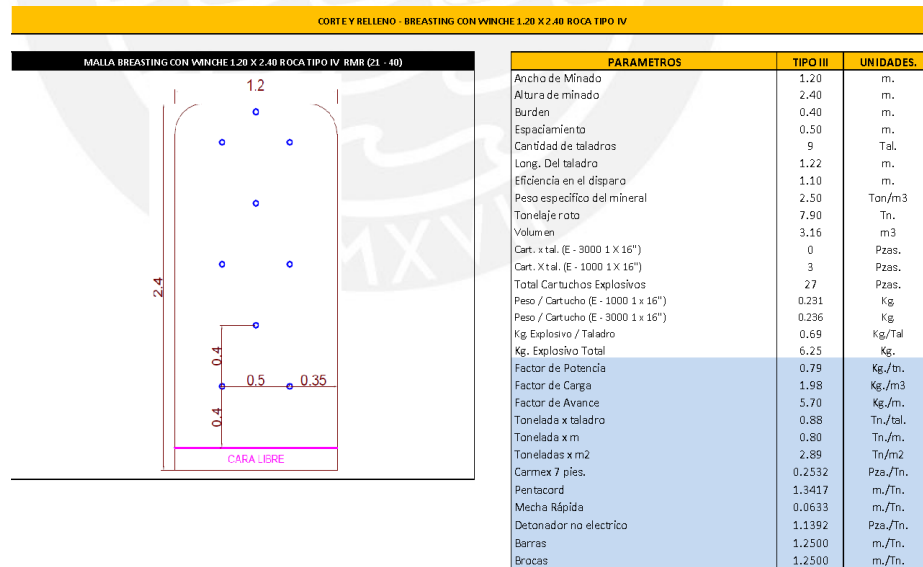 CORTE Y RELLENO - BREASTING CON WINCHE 1.20 X 2.40 ROCA TIPO IV
MALLA BREASTING CON WINCHE 1.20 X 2.40 ROCA TIPO IV RMR (21 - 40)
1.2
2.4
0.4
0.5
0.35
0.4
CARA LIBRE
PARAMETROS TIPO III UNIDADES.
Ancho de Minado 1.20 m.
Altura de minado 2.40 m.
Burden 0.40 m.
Espaciamiento 0.50 m.
Cantidad de taladros 9 Tal.
Long. Del taladro 1.22 m.
Eficiencia en el disparo 1.10 m.
Peso especifico del mineral 2.50 Ton/m3
Tonelaje roto 7.90 Tn.
Volumen 3.16 m3
Cart. x tal. (E - 3000 1 X 16") 0 Pzas.
Cart. X tal. (E - 1000 1 X 16") 3 Pzas.
Total Cartuchos Explosivos 27 Pzas.
Peso / Cartucho (E - 1000 1 x 16") 0.231 Kg.
Peso / Cartucho (E - 3000 1 x 16") 0.236 Kg.
Kg. Explosivo / Taladro 0.69 Kg/Tal
Kg. Explosivo Total 6.25 Kg.
Factor de Potencia 0.79 Kg./tn.
Factor de Carga 1.98 Kg./m3
Factor de Avance 5.70 Kg./m.
Tonelada x taladro 0.88 Tn./tal.
Tonelada x m 0.80 Tn./m.
Toneladas x m2 2.89 Tn/m2
Carmex 7 pies. 0.2532 Pza./Tn.
Pentacord 1.3417 m./Tn.
Mecha Rápida 0.0633 m./Tn.
Detonador no electrico 1.1392 Pza./Tn.
Barras 1.2500 m./Tn.
Brocas 1.2500 m./Tn.